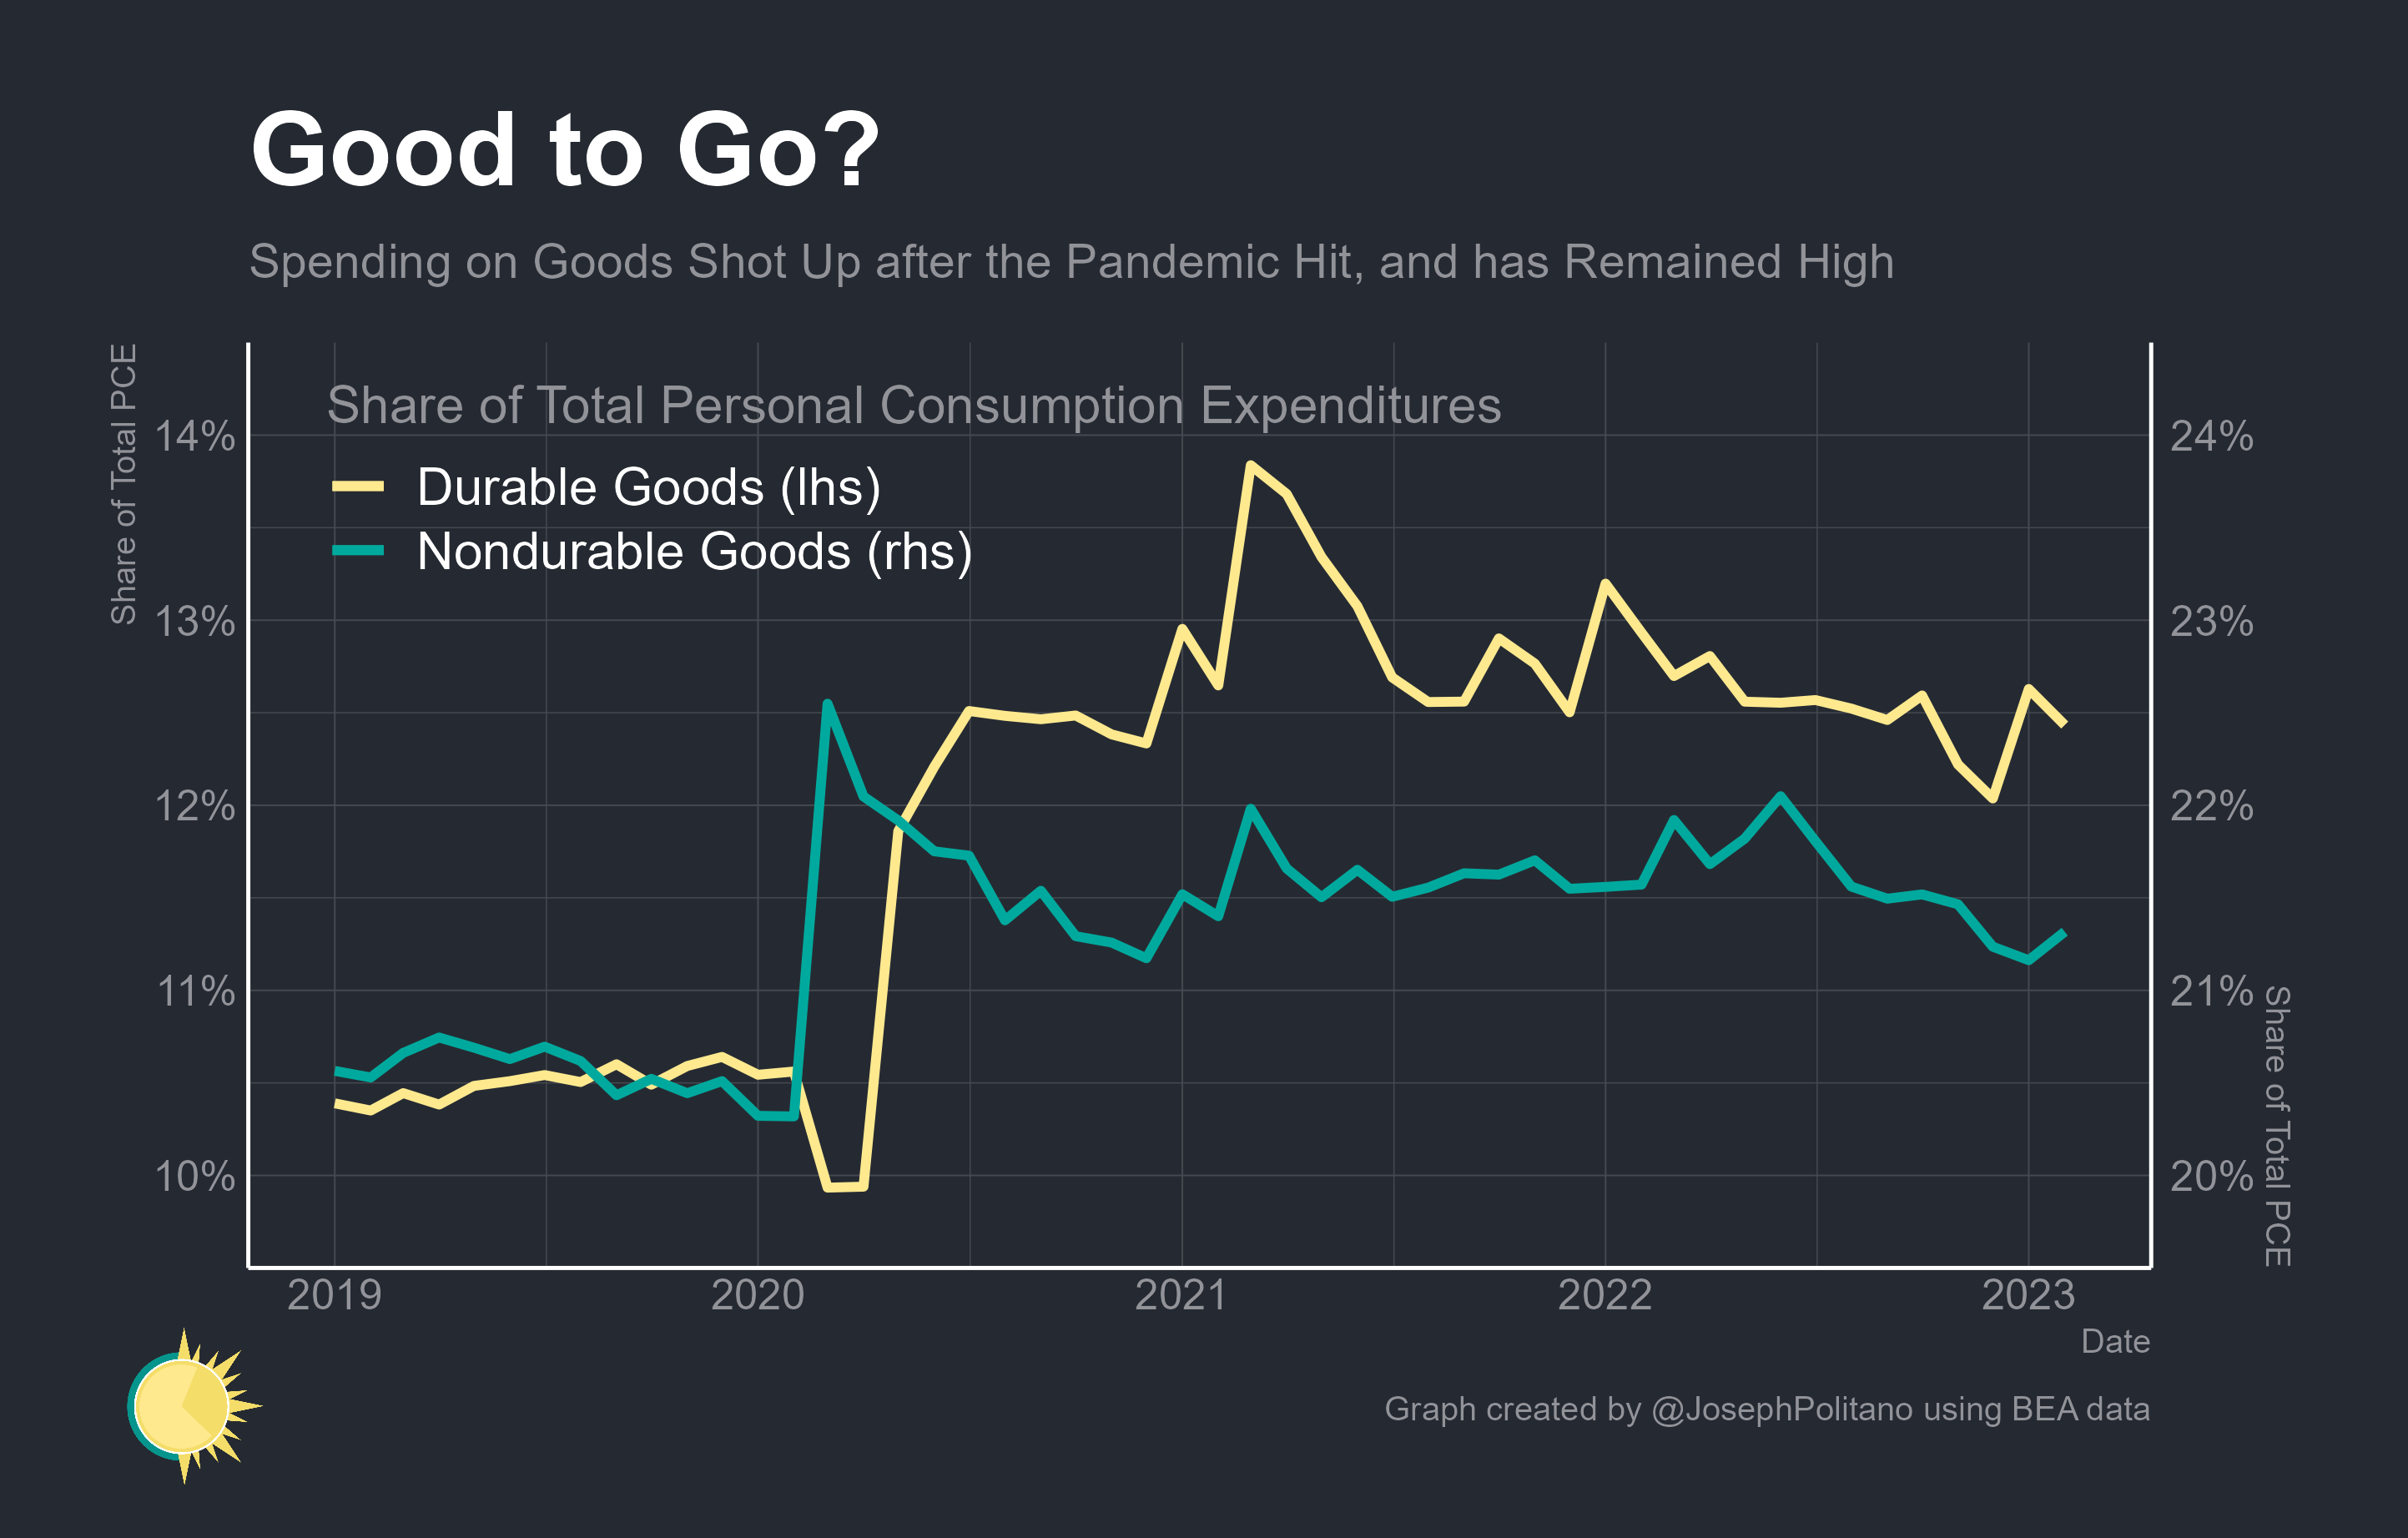 Good to Go?
Spending on Goods Shot Up after the Pandemic Hit, and has Remained High
Share of Total PCE
Share of Total Personal Consumption Expenditures
Durable Goods (lhs)
Nondurable Goods (rhs)
14%
13%
12%
11%
10%
24%
23%
22%
21%
20%
Share of Total PCE
2019
2020
2021
2022
2023
Date
Graph created by @JosephPolitano using BEA data